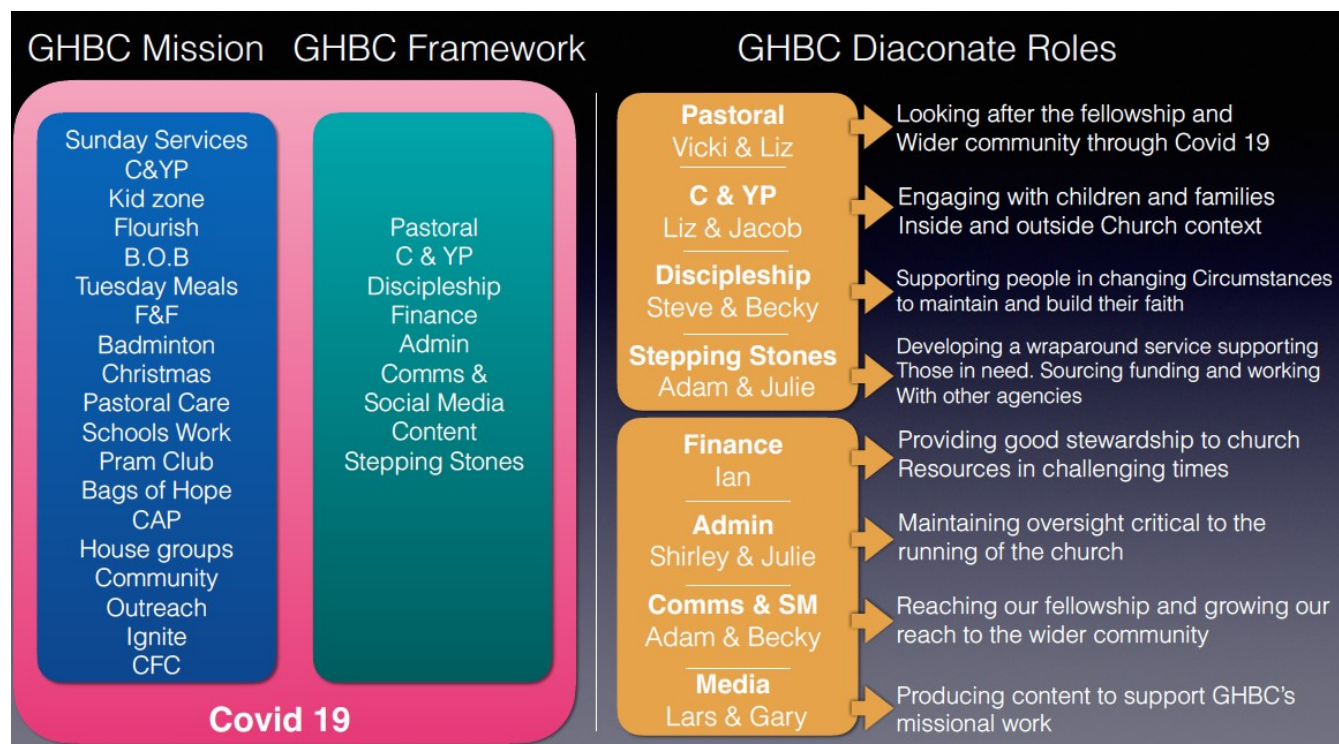 GHBC Mission
Sunday Services
C&YP
Kid zone
Flourish
B.O.B
Tuesday Meals
F&F
Badminton
Christmas
Pastoral Care
Schools Work
Pram Club
Bags of Hope
CAP
House groups
Community
Outreach
Ignite
CFC
GHBC Framework
Pastoral
C & YP
Discipleship
Finance
Admin
Comms &
Social Media
Content
Stepping Stones
Covid 19
GHBC Diaconate Roles
Pastoral
Vicki & Liz
Looking after the fellowship and
Wider community through Covid 19
C & YP
Liz & Jacob
Engaging with children and families
Inside and outside Church context
Discipleship
Steve & Becky
Supporting people in changing Circumstances
to maintain and build their faith
Stepping Stones
Adam & Julie
Developing a wraparound service supporting
Those in need. Sourcing funding and working
With other agencies
Finance
Ian
Providing good stewardship to church
Resources in challenging times
Admin
Shirley & Julie
Maintaining oversight critical to the
running of the church
Comms & SM
Adam & Becky
Reaching our fellowship and growing our
reach to the wider community
Media
Lars & Gary
Producing content to support GHBC's
missional work